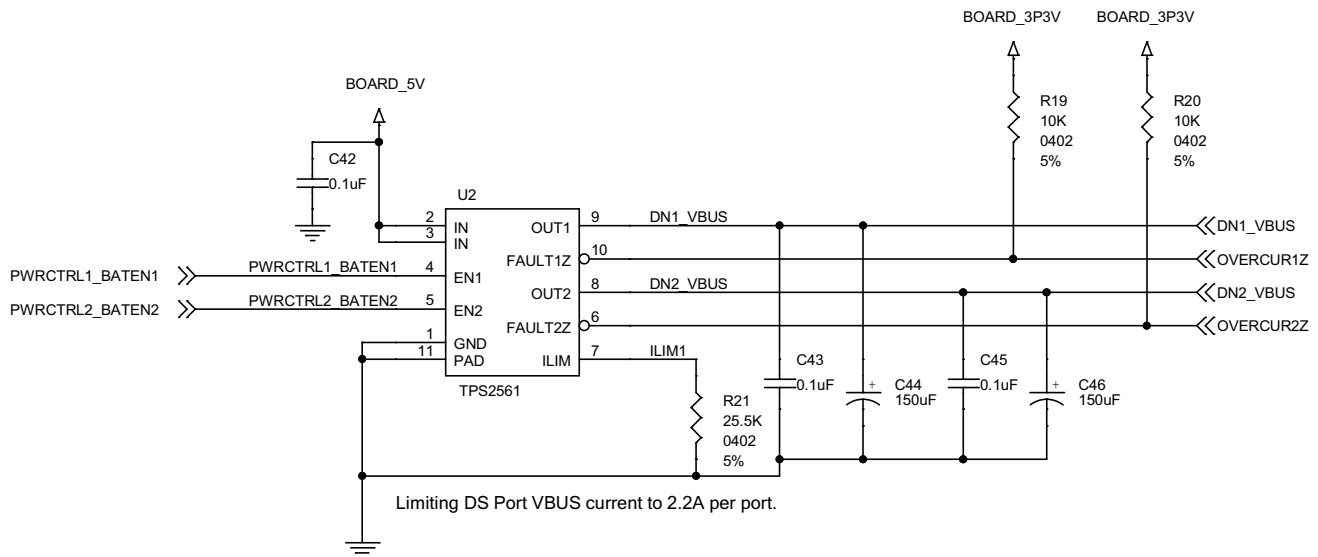 BOARD_3P3V
BOARD_3P3V
BOARD_5V
R19
10K
0402
5%
R20
10K
0402
5%
C42
0.1uF
U2
2
IN
3
IN
PWRCTRL1_BATEN1
PWRCTRL1_BATEN1
4
EN1
PWRCTRL2_BATEN2
PWRCTRL2_BATEN2
5
EN2
1
GND
11
PAD
OUT1
9
DN1_VBUS
DN1_VBUS
FAULT1Z
10
OVERCUR1Z
OUT2
8
DN2_VBUS
DN2_VBUS
FAULT2Z
6
OVERCUR2Z
ILIM
7
ILIM1
TPS2561
C43
0.1uF
+
C44
150uF
C45
0.1uF
+
C46
150uF
R21
25.5K
0402
5%
Limiting DS Port VBUS current to 2.2A per port.